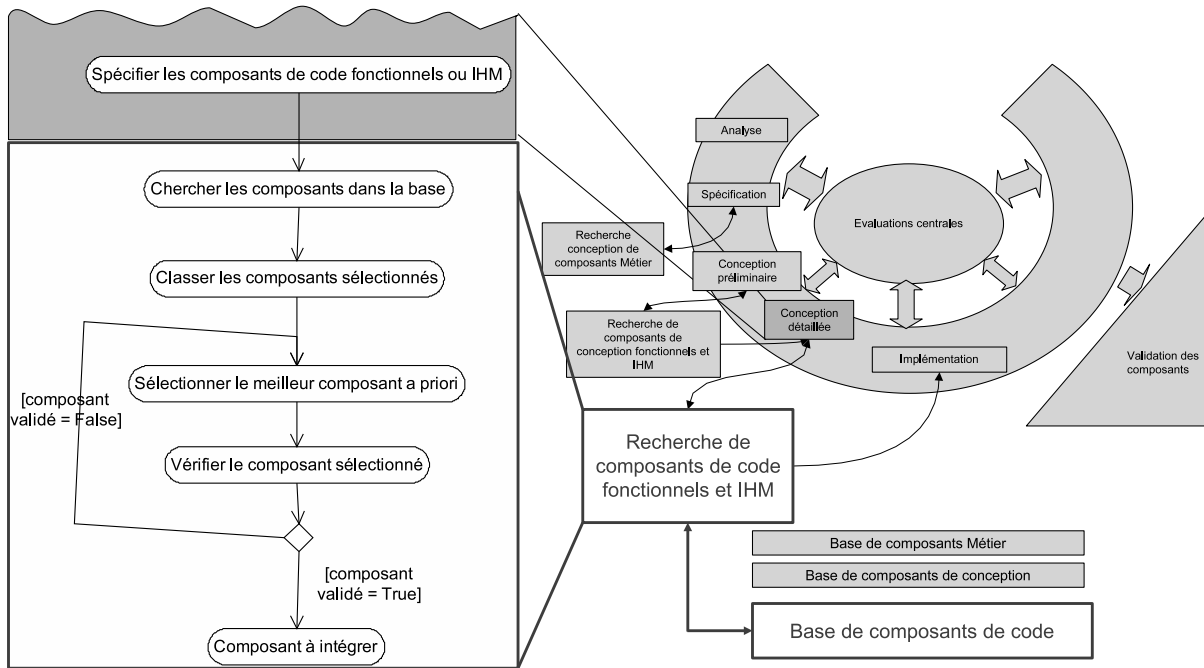 Spécifier les composants de code fonctionnels ou IHM
Chercher les composants dans la base
Classer les composants sélectionnés
Sélectionner le meilleur composant a priori
[composant
validé = False]
Vérifier le composant sélectionné
[composant
validé = True]
Composant à intégrer
Analyse
Spécification
Recherche
conception de
composants Métier
Conception
préliminaire
Recherche de
composants de
conception fonctionnels et
IHM
Conception
détaillée
Implémentation
Evaluations centrales
Validation des
composants
Recherche de
composants de code
fonctionnels et IHM
Base de composants Métier
Base de composants de conception
Base de composants de code